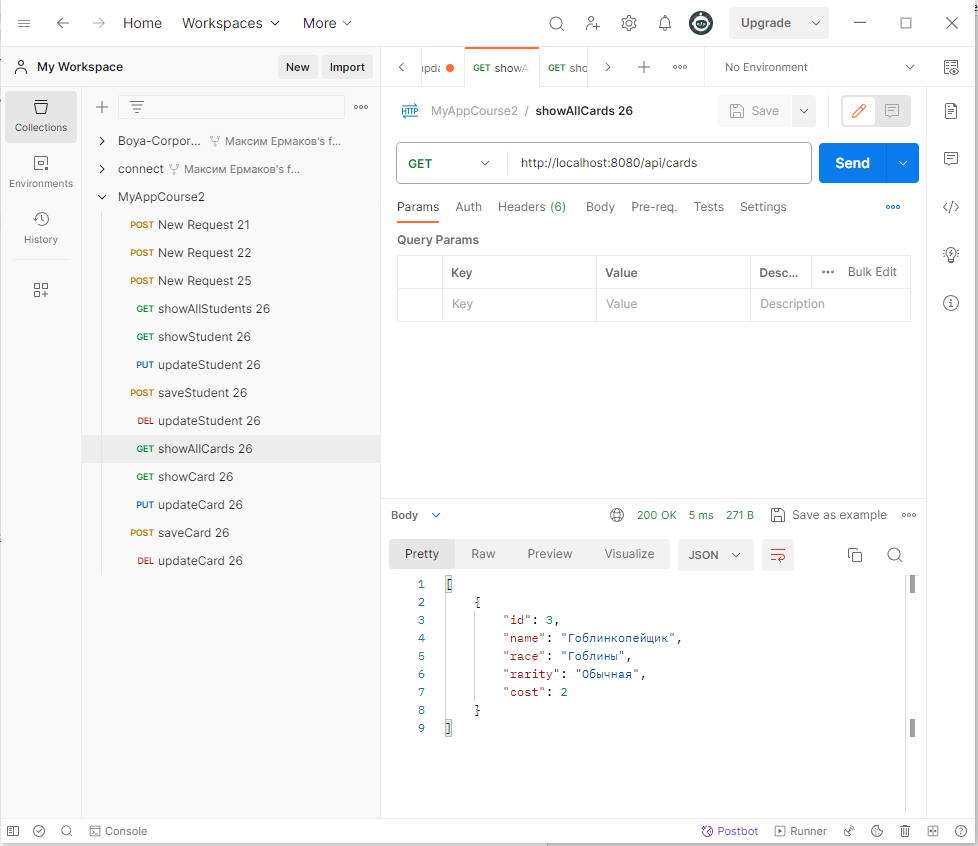 Home Workspaces More Upgrade
My Workspace New Import
GET showA GET sho No Environment
Collections
Environments
History
Boya-Corpor... Максим Ермаков's f...
connect Максим Ермаков's f...
MyAppCourse2
POST New Request 21
POST New Request 22
POST New Request 25
GET showAllStudents 26
GET showStudent 26
PUT updateStudent 26
POST saveStudent 26
DEL updateStudent 26
GET showAllCards 26
GET showCard 26
PUT updateCard 26
POST saveCard 26
DEL updateCard 26
HTTP MyAppCourse2 / showAllCards 26 Save
GET http://localhost:8080/api/cards Send
Params Auth Headers (6) Body Pre-req. Tests Settings
Query Params
Key Value Desc... Bulk Edit
Key Value Description
Body 200 OK 5 ms 271 B Save as example
Pretty Raw Preview Visualize JSON
1 [
2 {
3 "id": 3,
4 "name": "Гоблинкопейщик",
5 "race": "Гоблины",
6 "rarity": "Обычная",
7 "cost": 2
8 }
9 ]
Console Postbot Runner